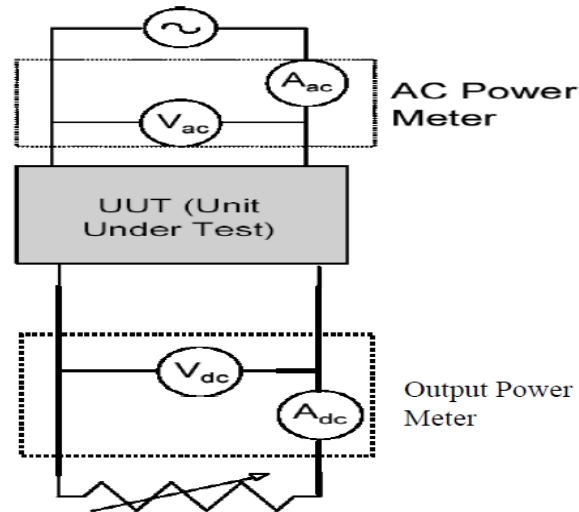 Aac
AC Power
Meter
Vac
UUT (Unit
Under Test)
Vdc
Output Power
Meter
Adc